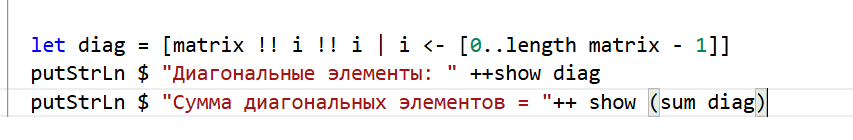 let diag = [matrix !! i !! i | i <- [0..length matrix - 1]]
putStrLn $ "Диагональные элементы: " ++show diag
putStrLn $ "Сумма диагональных элементов = "++ show (sum diag)